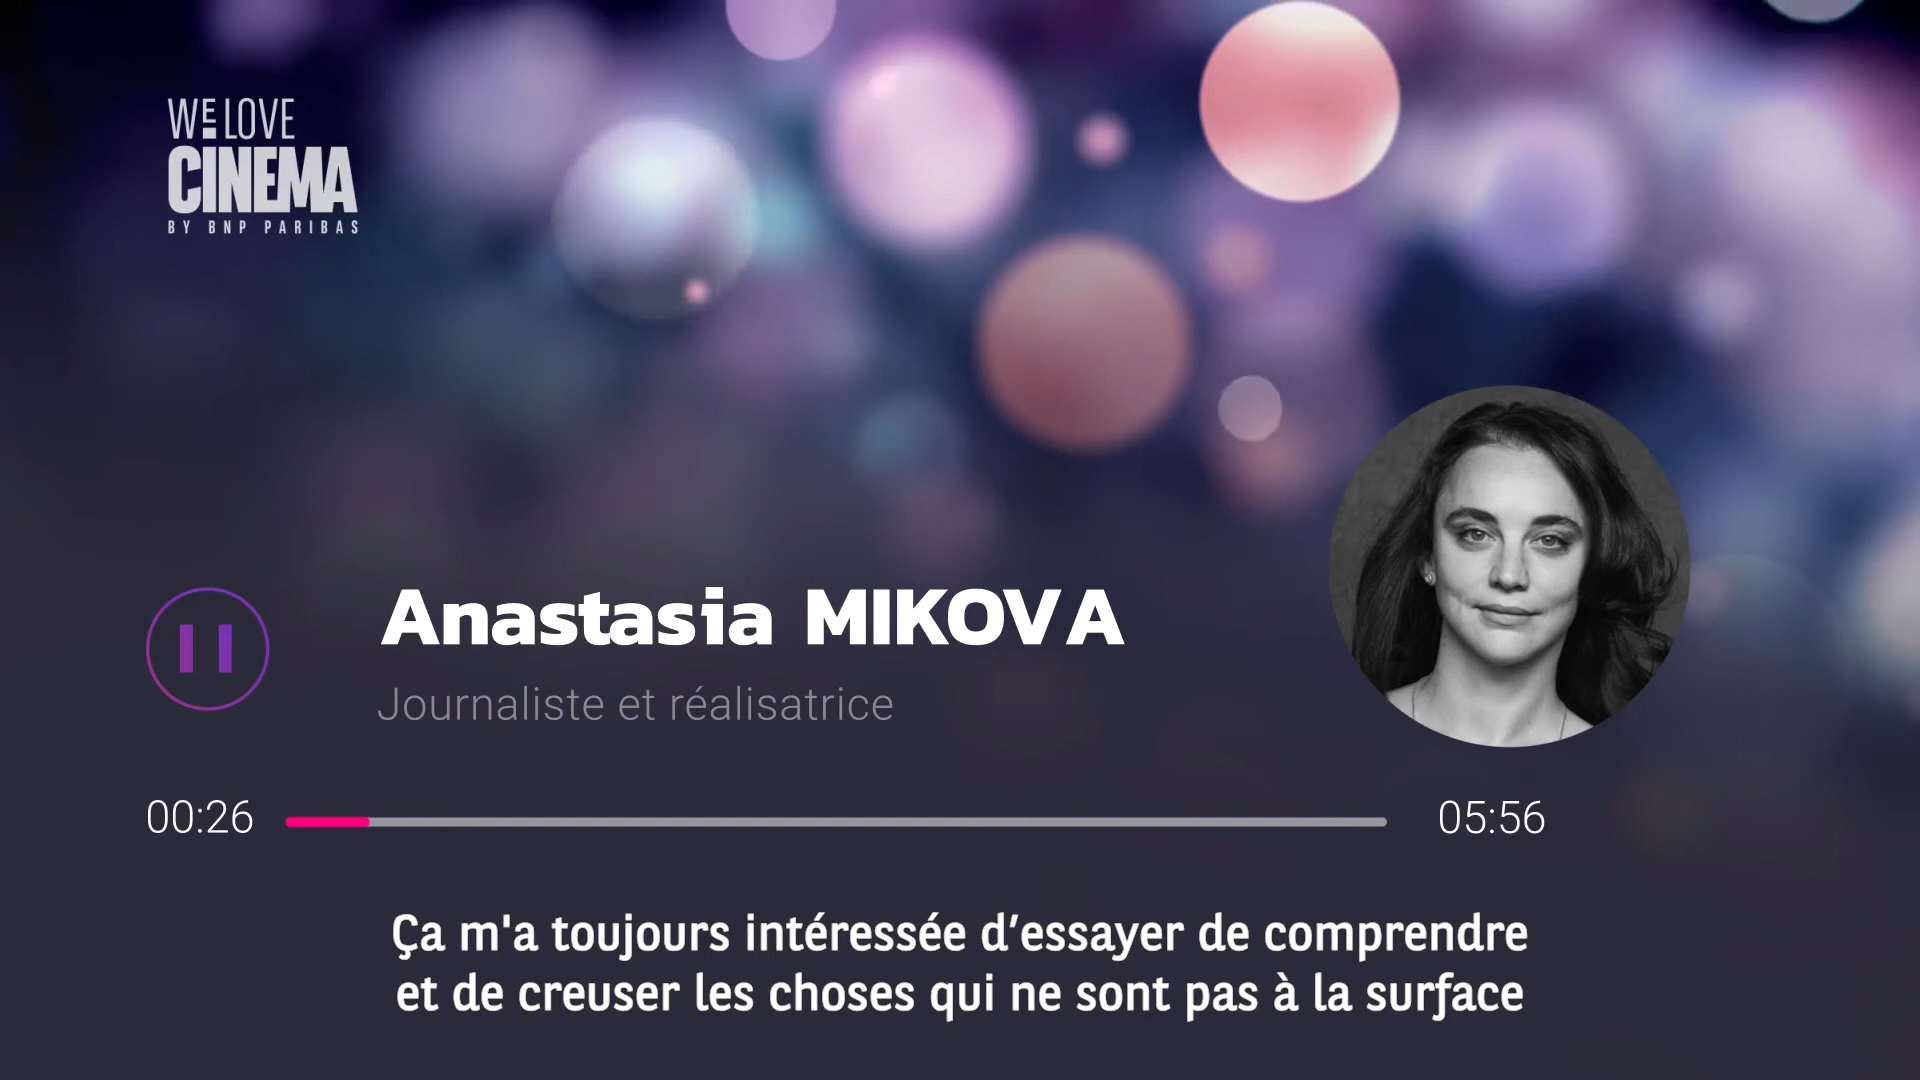 WE LOVE
CINEMA
BY BNP PARIBAS
Anastasia MIKOVA
Journaliste et réalisatrice
00:26
05:56
Ça m'a toujours intéressée d’essayer de comprendre
et de creuser les choses qui ne sont pas à la surface